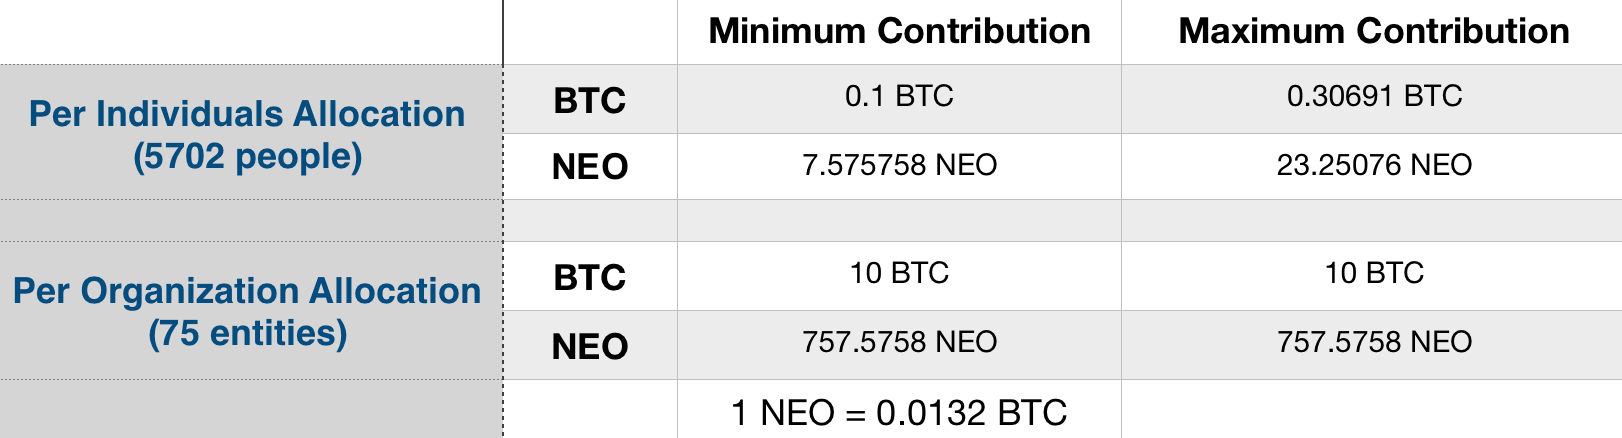 Minimum Contribution Maximum Contribution
Per Individuals Allocation
(5702 people)
BTC 0.1 BTC 0.30691 BTC
NEO 7.575758 NEO 23.25076 NEO
Per Organization Allocation
(75 entities)
BTC 10 BTC 10 BTC
NEO 757.5758 NEO 757.5758 NEO
1 NEO = 0.0132 BTC